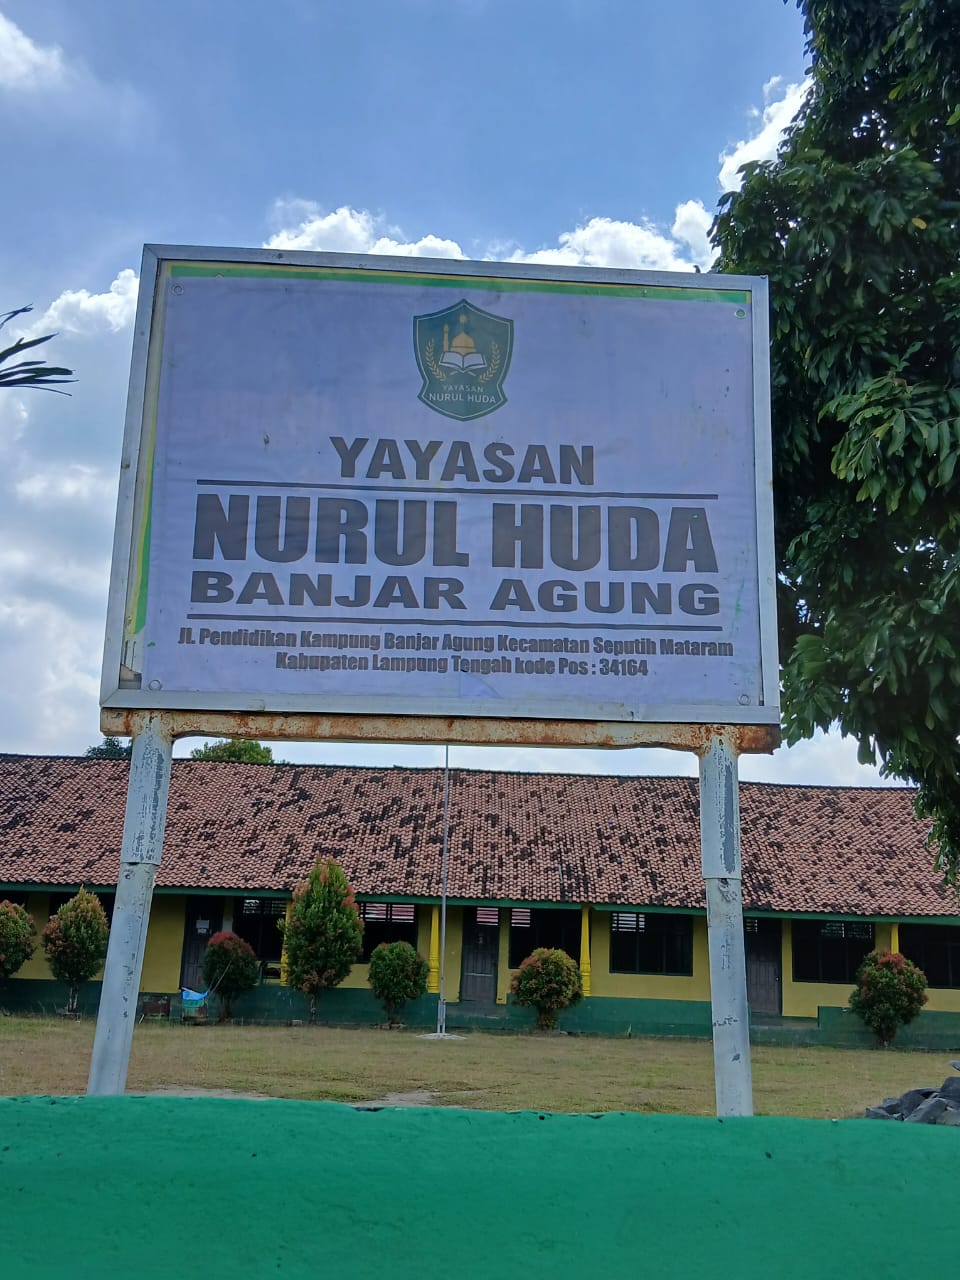 YAYASAN
NURUL HUDA
YAYASAN
NURUL HUDA
BANJAR AGUNG
Jl. Pendidikan Kampung Banjar Agung Kecamatan Seputih Mataram
Kabupaten Lampung Tengah kode Pos : 34164